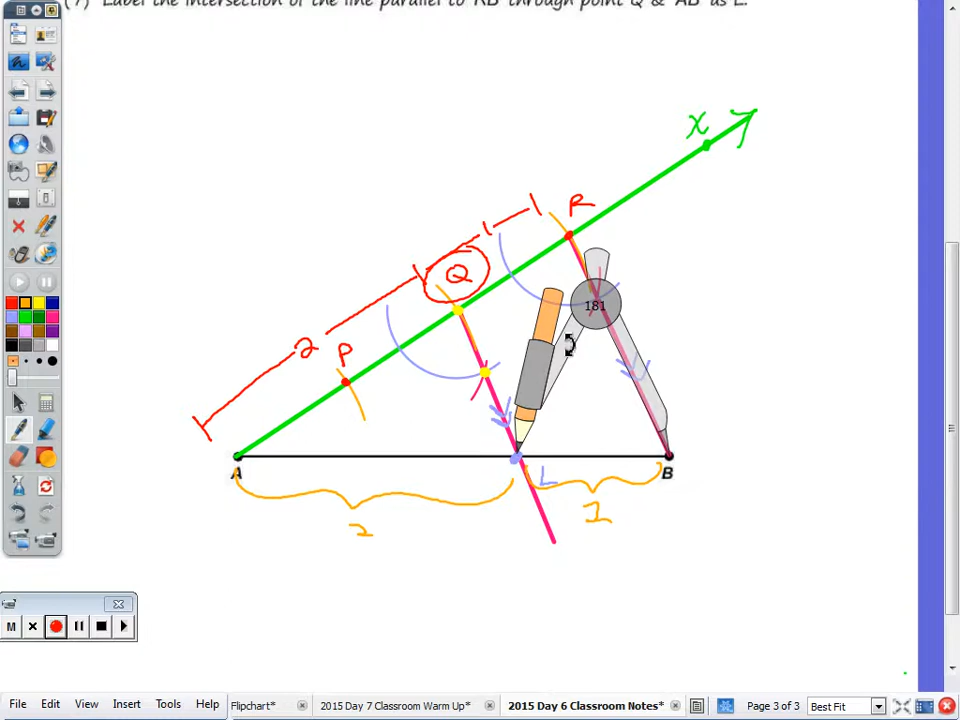 (7) Label the intersection of the line parallel to RB through point Q & AB as L.
X
R
Q
2
1
P
181
A
L
B
2
1
M
File Edit View Insert Tools Help Flipchart* 2015 Day 7 Classroom Warm Up* 2015 Day 6 Classroom Notes* Page 3 of 3 Best Fit